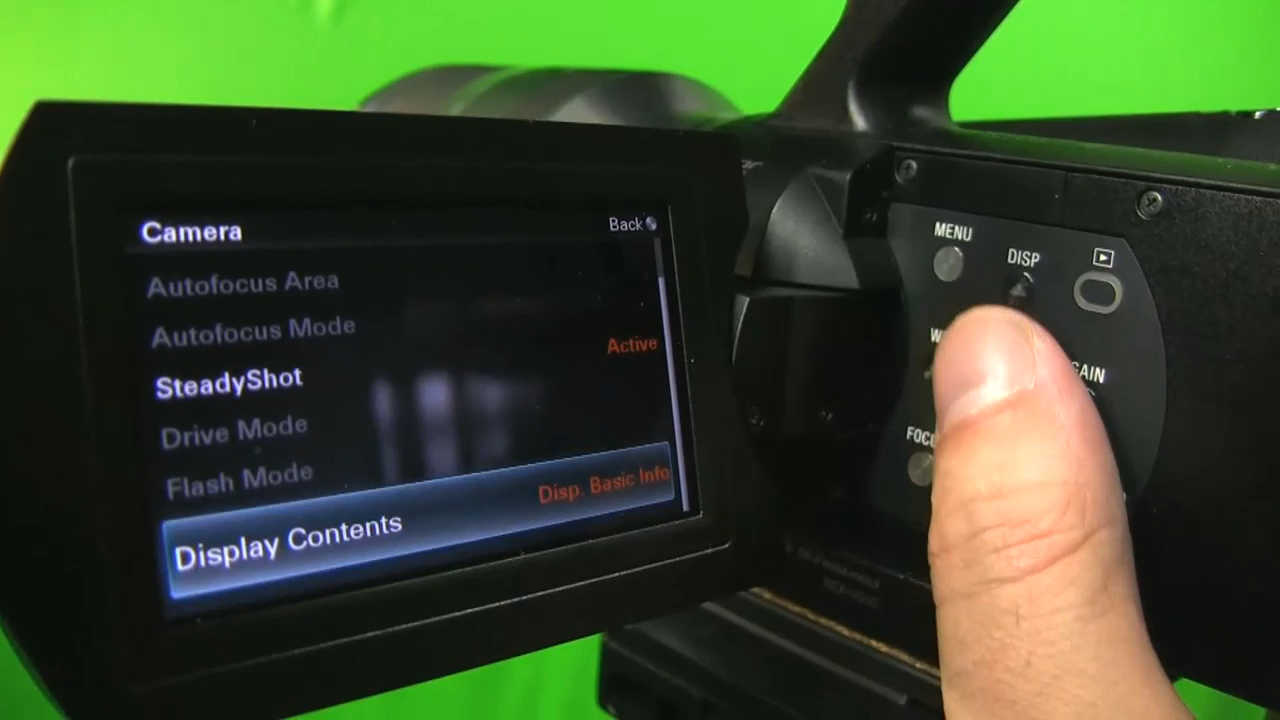 Camera
Back
Autofocus Area
Autofocus Mode
Active
SteadyShot
Drive Mode
Flash Mode
Disp. Basic Info
Display Contents
MENU
DISP